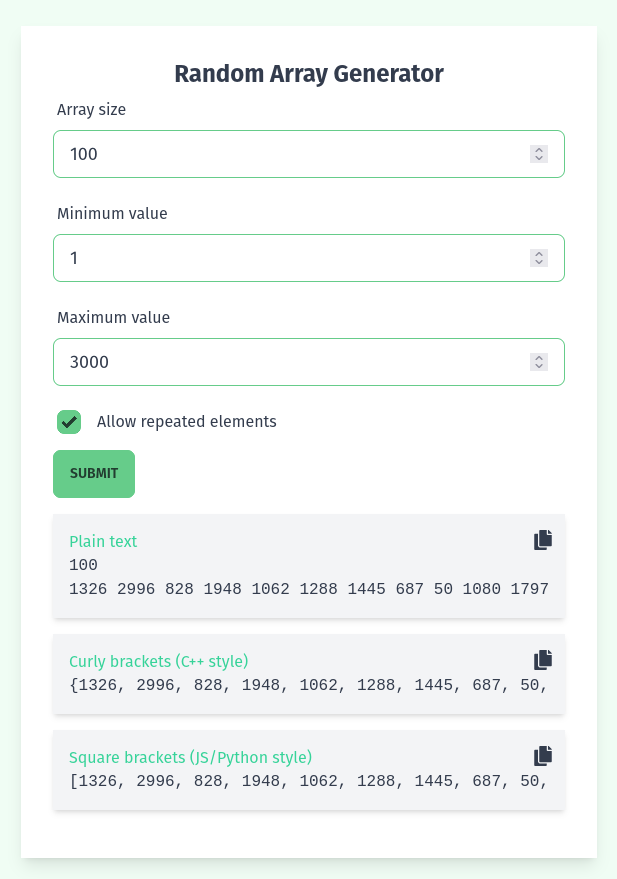 Random Array Generator
Array size
100
Minimum value
1
Maximum value
3000
Allow repeated elements
SUBMIT
Plain text
100
1326 2996 828 1948 1062 1288 1445 687 50 1080 1797
Curly brackets (C++ style)
{1326, 2996, 828, 1948, 1062, 1288, 1445, 687, 50,
Square brackets (JS/Python style)
[1326, 2996, 828, 1948, 1062, 1288, 1445, 687, 50,